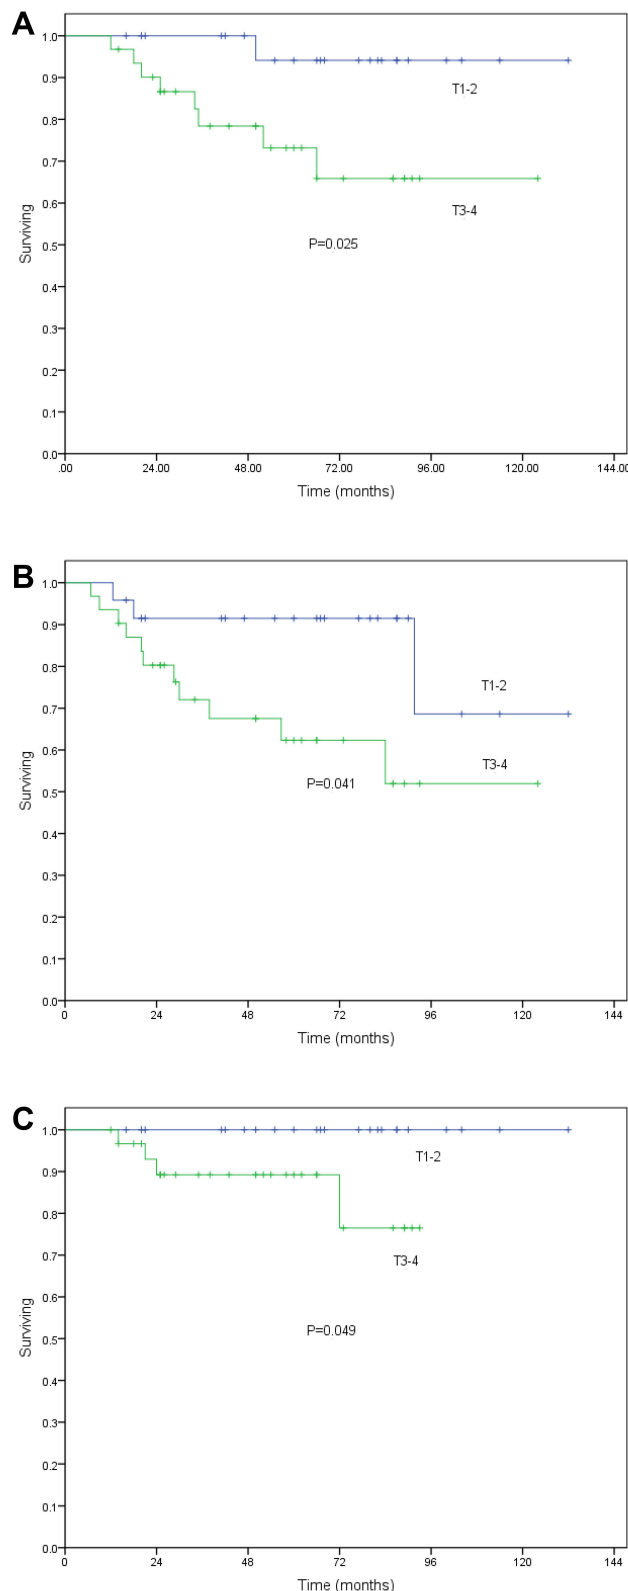 A
1.0
0.9
0.8
0.7
0.6
0.5
0.4
0.3
0.2
0.1
0.0
Surviving
T1-2
T3-4
P=0.025
.00 24.00 48.00 72.00 96.00 120.00 144.00
Time (months)
B
1.0
0.9
0.8
0.7
0.6
0.5
0.4
0.3
0.2
0.1
0.0
Surviving
T1-2
T3-4
P=0.041
0 24 48 72 96 120 144
Time (months)
C
1.0
0.9
0.8
0.7
0.6
0.5
0.4
0.3
0.2
0.1
0.0
Surviving
T1-2
T3-4
P=0.049
0 24 48 72 96 120 144
Time (months)